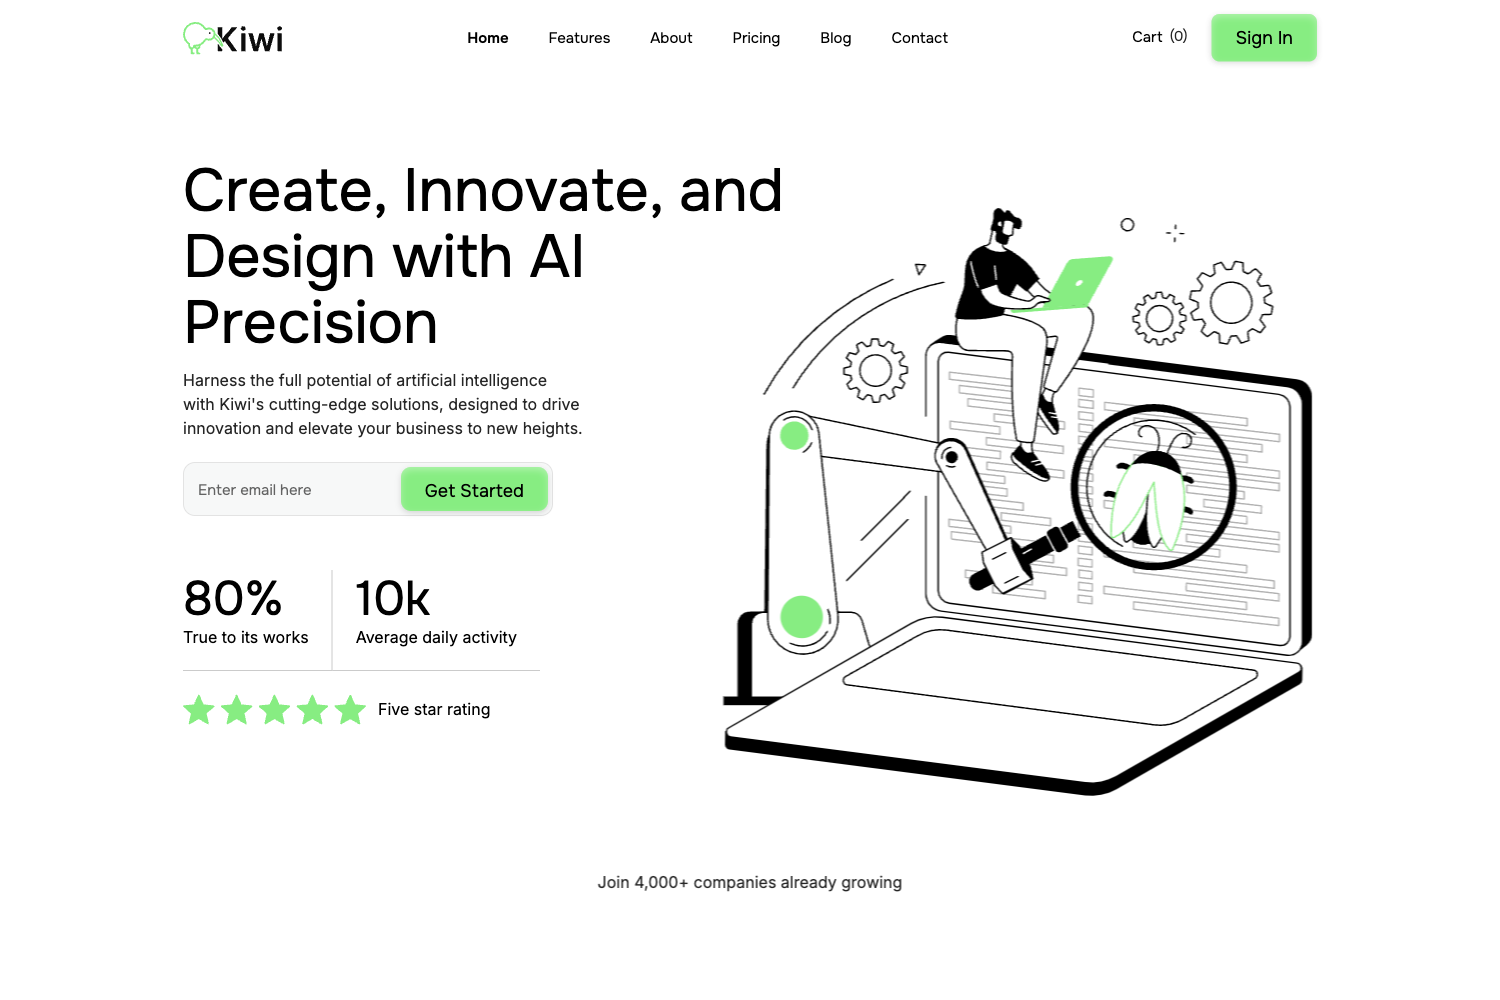 Kiwi
Home Features About Pricing Blog Contact
Cart (0)
Sign In
Create, Innovate, and
Design with AI
Precision
Harness the full potential of artificial intelligence
with Kiwi's cutting-edge solutions, designed to drive
innovation and elevate your business to new heights.
Enter email here
Get Started
80%
True to its works
10k
Average daily activity
Five star rating
Join 4,000+ companies already growing